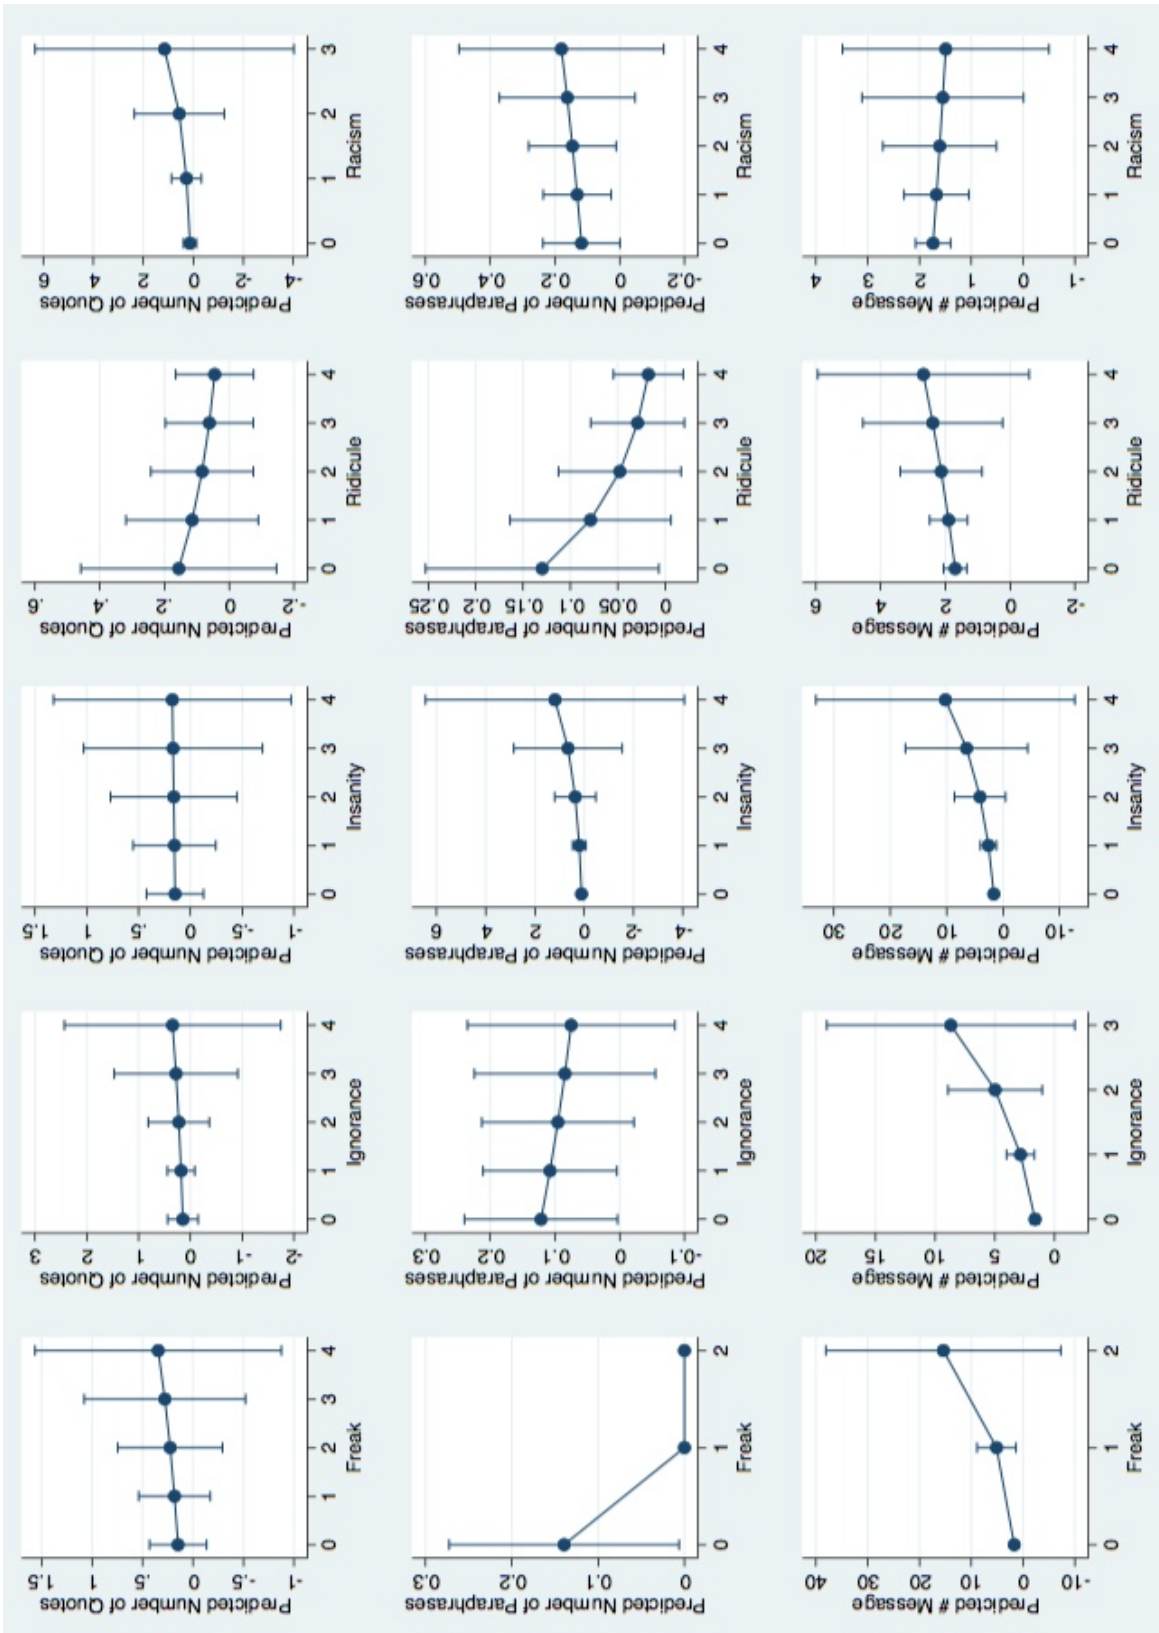 Predicted Number of Quotes
1.5
1
.5
0
-.5
-1
0 1 2 3 4
Freak
Predicted Number of Quotes
3
2
1
0
-1
-2
0 1 2 3 4
Ignorance
Predicted Number of Quotes
1.5
1
.5
0
-.5
-1
0 1 2 3 4
Insanity
Predicted Number of Quotes
.6
.4
.2
0
-.2
0 1 2 3 4
Ridicule
Predicted Number of Quotes
6
4
2
0
-2
-4
0 1 2 3
Racism
Predicted Number of Paraphrases
0.3
0.2
0.1
0
0 1 2
Freak
Predicted Number of Paraphrases
0.3
0.2
0.1
0
-0.1
0 1 2 3 4
Ignorance
Predicted Number of Paraphrases
6
4
2
0
-2
-4
0 1 2 3 4
Insanity
Predicted Number of Paraphrases
0.25
0.2
0.15
0.1
0.05
0
0 1 2 3 4
Ridicule
Predicted Number of Paraphrases
0.6
0.4
0.2
0
-0.2
0 1 2 3 4
Racism
Predicted # Message
40
30
20
10
0
-10
0 1 2
Freak
Predicted # Message
20
15
10
5
0
0 1 2 3
Ignorance
Predicted # Message
30
20
10
0
-10
0 1 2 3 4
Insanity
Predicted # Message
6
4
2
0
-2
0 1 2 3 4
Ridicule
Predicted # Message
4
3
2
1
0
-1
0 1 2 3 4
Racism